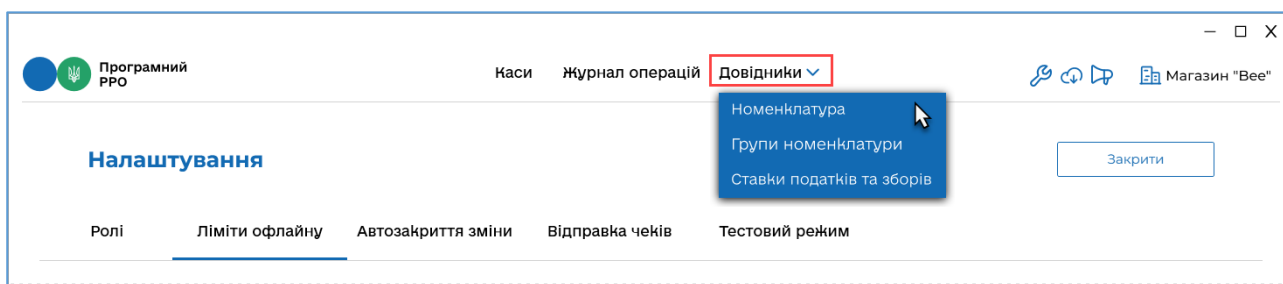 Програмний
РРО
Каси Журнал операцій Довідники
Магазин "Bee"
Номенклатура
Групи номенклатури
Ставки податків та зборів
Налаштування
Закрити
Ролі Ліміти офлайну Автозакриття зміни Відправка чеків Тестовий режим